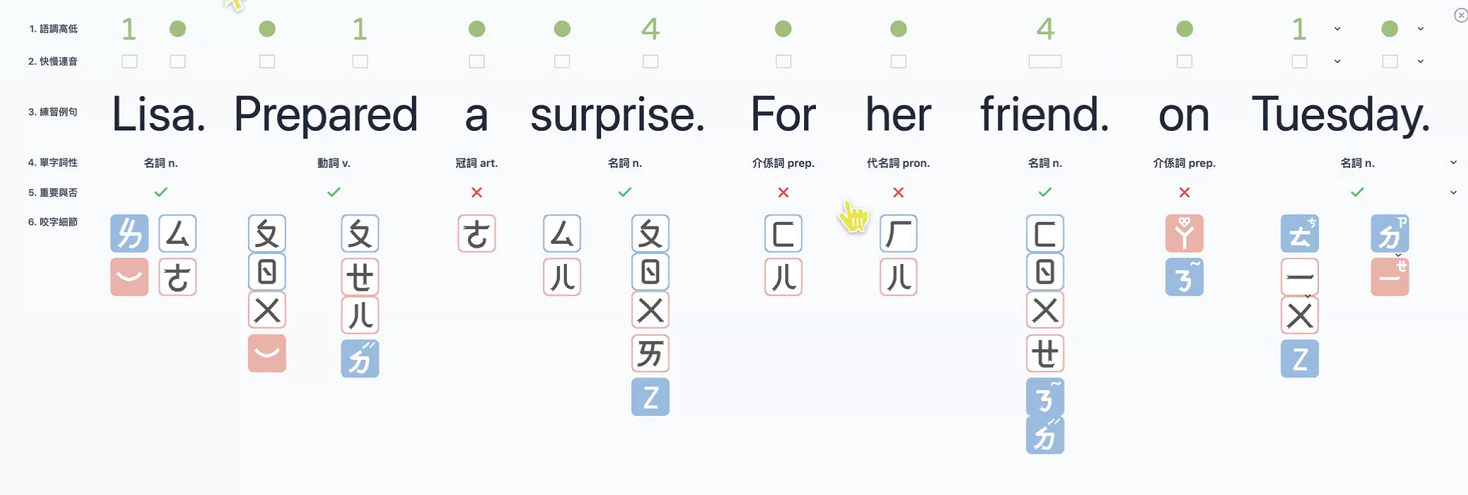 1. 語調高低 1 ● ● 1 ● ● 4 ● ● 4 ● 1 ●
2. 快慢連音
3. 練習例句 Lisa. Prepared a surprise. For her friend. on Tuesday.
4. 單字詞性 名詞 n. 動詞 v. 冠詞 art. 名詞 n. 介係詞 prep. 代名詞 pron. 名詞 n. 介係詞 prep. 名詞 n.
5. 重要與否 ✓ ✓ ✕ ✓ ✕ ✕ ✓ ✕ ✓
6. 咬字細節 ㄌ ㄙ ㄆ ㄆ ㄜ ㄙ ㄆ ㄈ ㄏ ㄈ ㄚ ㄊ ㄉ
ㄜ ㄖ ㄝ ㄦ ㄖ ㄦ ㄦ ㄖ ㄋ˜ ㄧ ㄧ
ㄨ ㄦ ㄨ ㄨ ㄨ
ㄉ ㄞ ㄝ Z
Z ㄋ˜
ㄉ